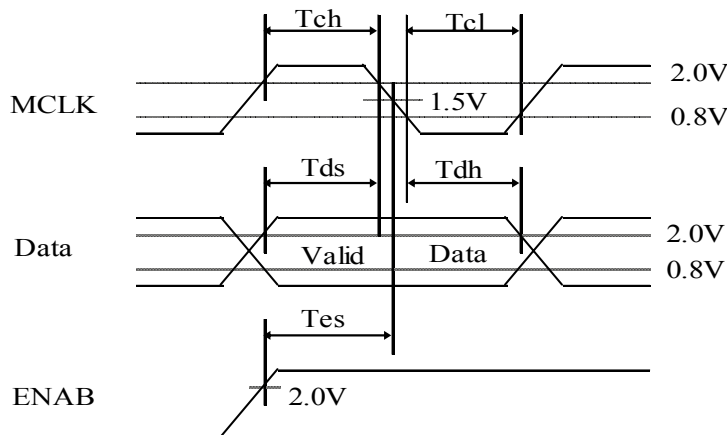 Tch
Tcl
2.0V
MCLK
1.5V
0.8V
Tds
Tdh
Data
2.0V
Valid
Data
0.8V
Tes
ENAB
2.0V